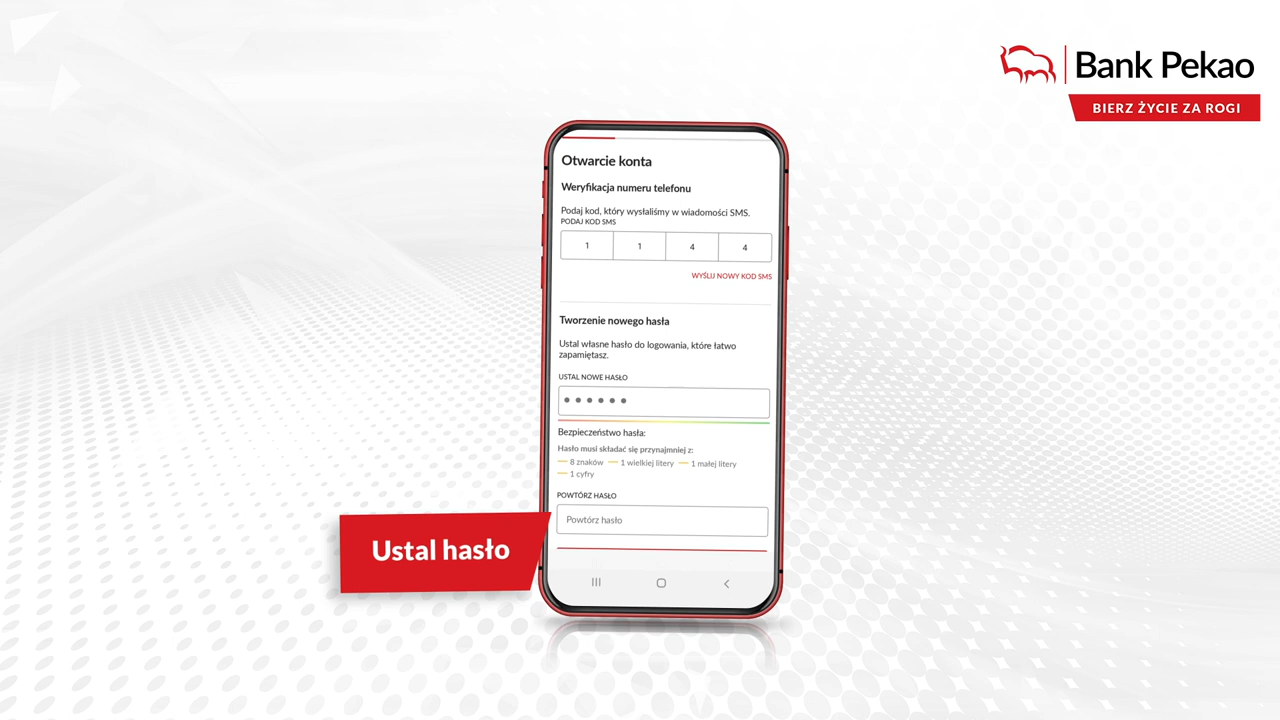 Bank Pekao
BIERZ ŻYCIE ZA ROGI
Otwarcie konta
Weryfikacja numeru telefonu
Podaj kod, który wysłaliśmy w wiadomości SMS.
PODAJ KOD SMS
1 1 4 4
WYŚLIJ NOWY KOD SMS
Tworzenie nowego hasła
Ustal własne hasło do logowania, które łatwo
zapamiętasz.
USTAL NOWE HASŁO
Bezpieczeństwo hasła:
Hasło musi składać się przynajmniej z:
8 znaków 1 wielkiej litery 1 małej litery
1 cyfry
POWTÓRZ HASŁO
Powtórz hasło
Ustal hasło